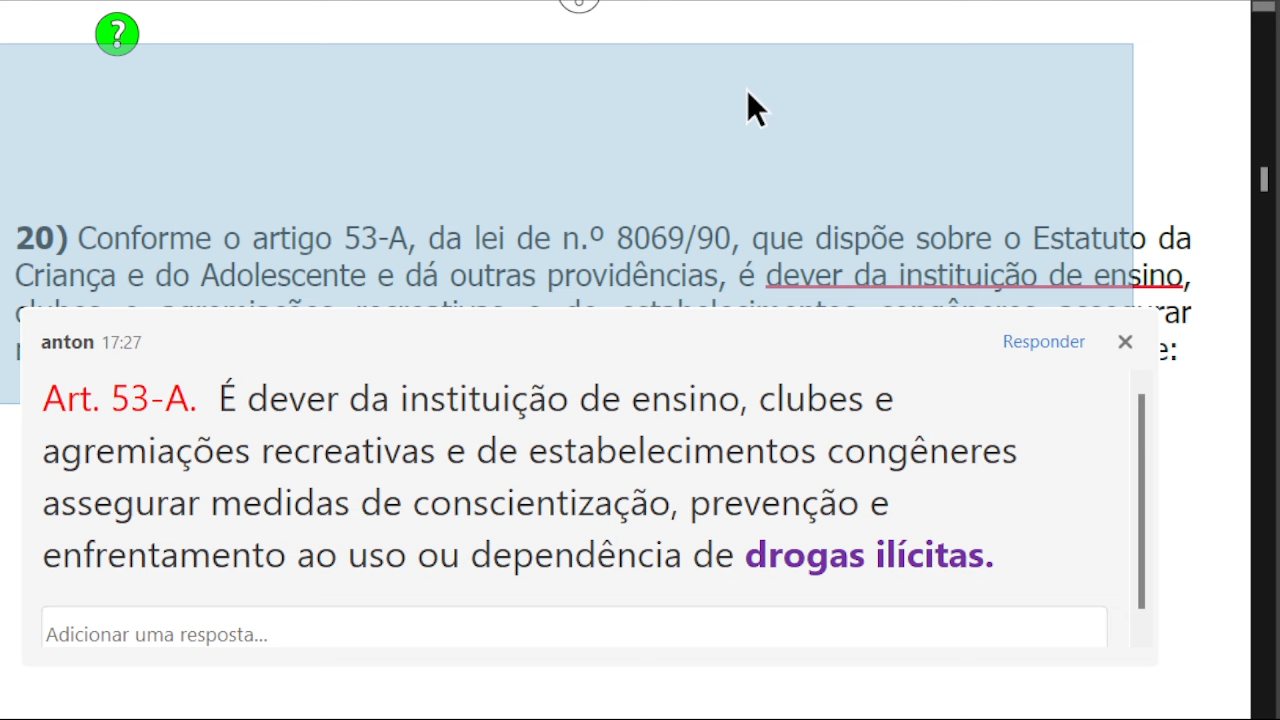 ?
20) Conforme o artigo 53-A, da lei de n.º 8069/90, que dispõe sobre o Estatuto da
Criança e do Adolescente e dá outras providências, é dever da instituição de ensino,
anton 17:27
Responder
Art. 53-A. É dever da instituição de ensino, clubes e
agremiações recreativas e de estabelecimentos congêneres
assegurar medidas de conscientização, prevenção e
enfrentamento ao uso ou dependência de drogas ilícitas.
Adicionar uma resposta...